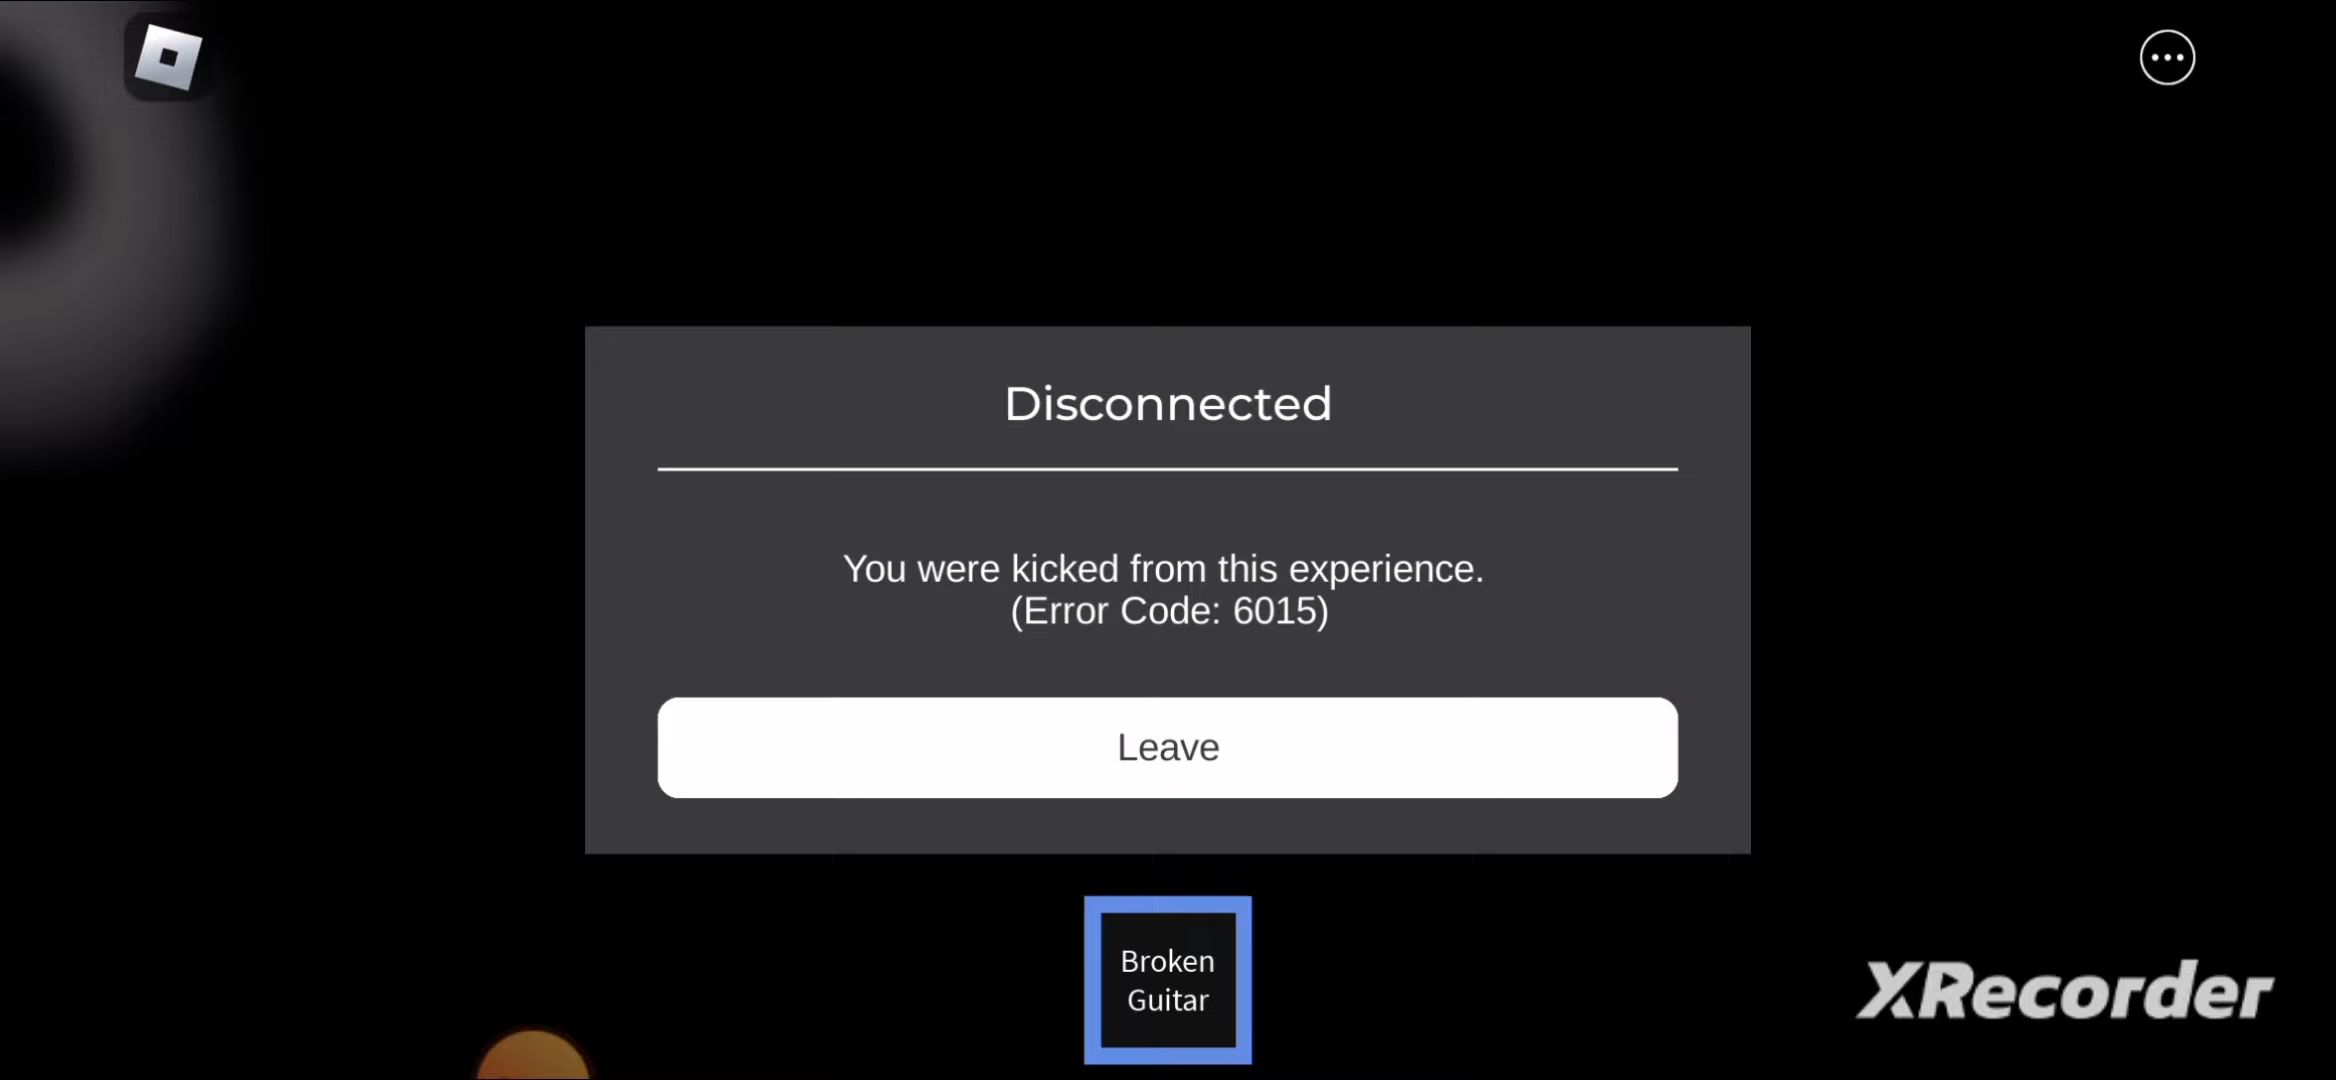 Disconnected
You were kicked from this experience.
(Error Code: 6015)
Leave
Broken
Guitar
XRecorder